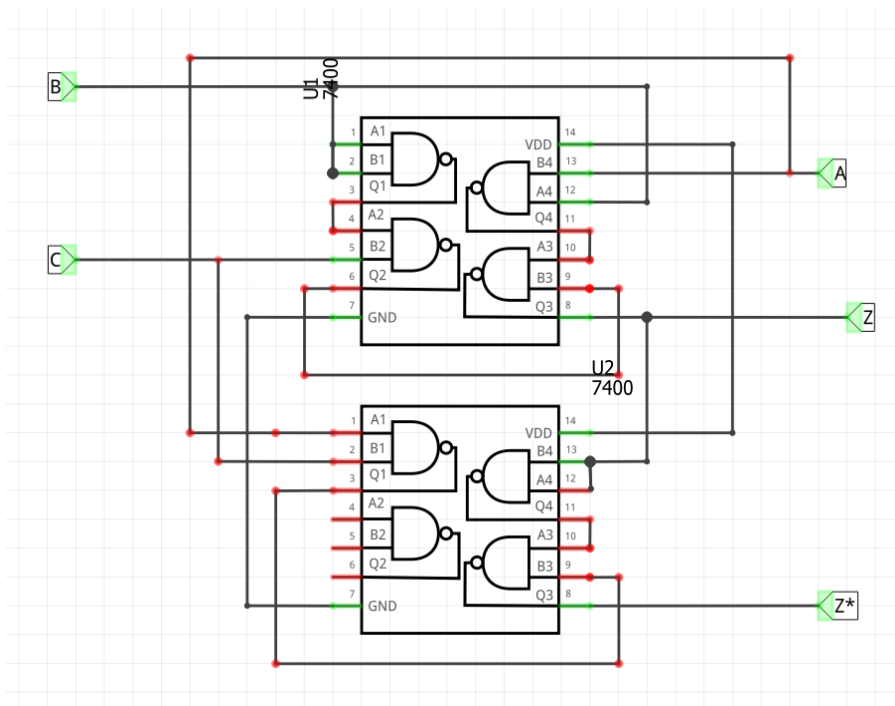 B
U1
7400
1
A1
2
B1
3
Q1
4
A2
5
B2
6
Q2
7
GND
VDD
14
B4
13
A4
12
Q4
11
A3
10
B3
9
Q3
8
A
C
Z
U2
7400
1
A1
2
B1
3
Q1
4
A2
5
B2
6
Q2
7
GND
VDD
14
B4
13
A4
12
Q4
11
A3
10
B3
9
Q3
8
Z*